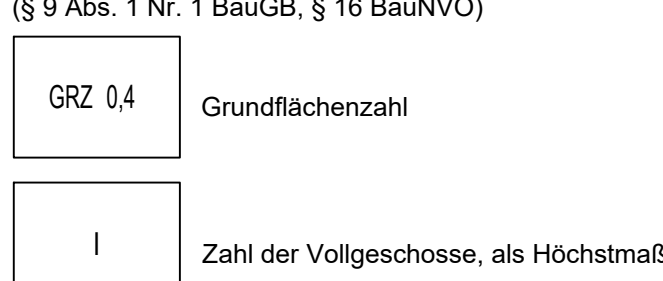 (§ 9 Abs. 1 Nr. 1 BauGB, § 16 BauNVO)
GRZ 0,4 Grundflächenzahl
I Zahl der Vollgeschosse, als Höchstmaß